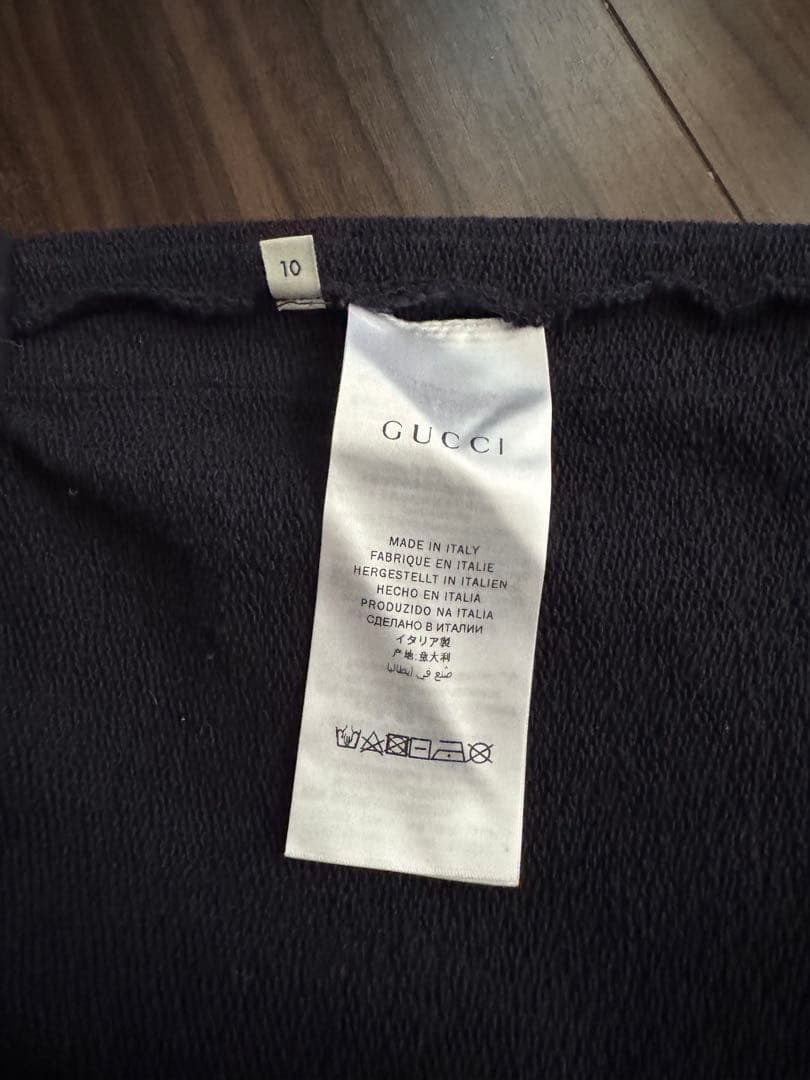 10
GUCCI
MADE IN ITALY
FABRIQUE EN ITALIE
HERGESTELLT IN ITALIEN
HECHO EN ITALIA
PRODUZIDO NA ITALIA
СДЕЛАНО В ИТАЛИИ
イタリア製
产地:意大利
صُنع في إيطاليا